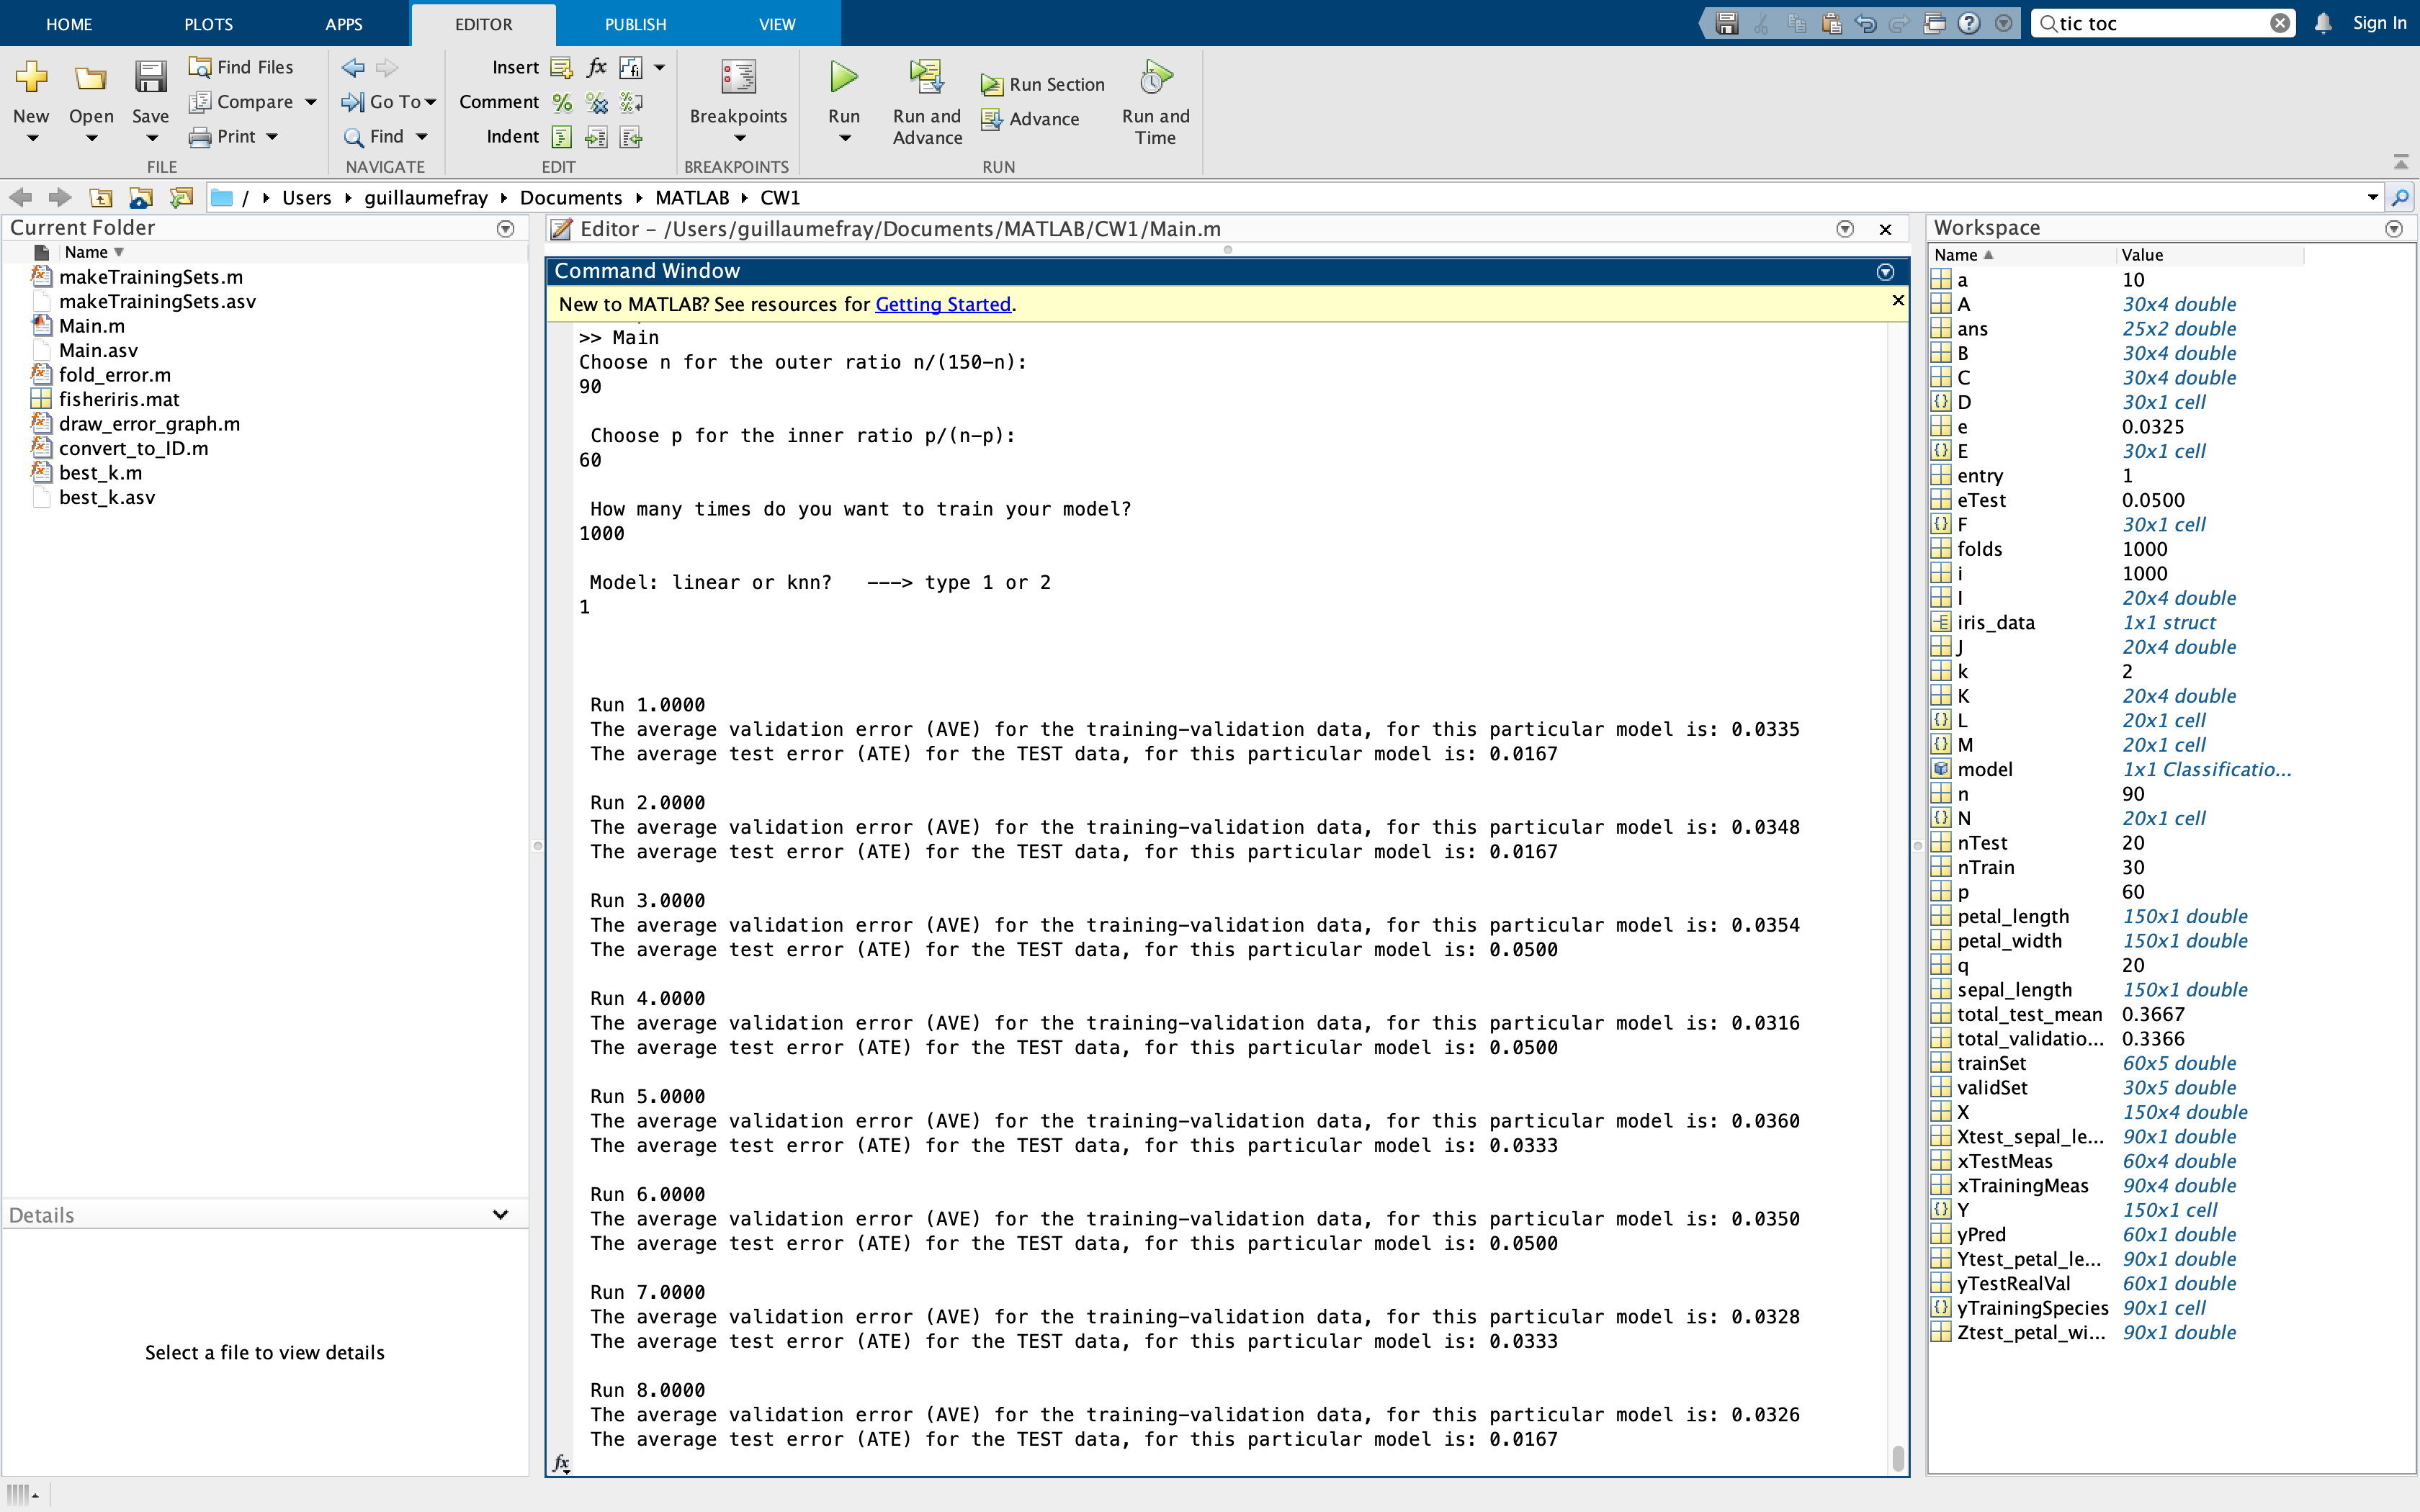 HOME PLOTS APPS EDITOR PUBLISH VIEW tic toc Sign In
New Open Save Find Files Compare Print
Go To Find
Insert fx fi
Comment
Indent
Breakpoints
Run Run and Advance Run Section Advance Run and Time
FILE NAVIGATE EDIT BREAKPOINTS RUN
/ Users guillaumefray Documents MATLAB CW1
Current Folder
Name
makeTrainingSets.m
makeTrainingSets.asv
Main.m
Main.asv
fold_error.m
fisheriris.mat
draw_error_graph.m
convert_to_ID.m
best_k.m
best_k.asv
Details
Select a file to view details
Editor – /Users/guillaumefray/Documents/MATLAB/CW1/Main.m
Command Window
New to MATLAB? See resources for Getting Started.
>> Main
Choose n for the outer ratio n/(150-n):
90
Choose p for the inner ratio p/(n-p):
60
How many times do you want to train your model?
1000
Model: linear or knn? ---> type 1 or 2
1
Run 1.0000
The average validation error (AVE) for the training-validation data, for this particular model is: 0.0335
The average test error (ATE) for the TEST data, for this particular model is: 0.0167
Run 2.0000
The average validation error (AVE) for the training-validation data, for this particular model is: 0.0348
The average test error (ATE) for the TEST data, for this particular model is: 0.0167
Run 3.0000
The average validation error (AVE) for the training-validation data, for this particular model is: 0.0354
The average test error (ATE) for the TEST data, for this particular model is: 0.0500
Run 4.0000
The average validation error (AVE) for the training-validation data, for this particular model is: 0.0316
The average test error (ATE) for the TEST data, for this particular model is: 0.0500
Run 5.0000
The average validation error (AVE) for the training-validation data, for this particular model is: 0.0360
The average test error (ATE) for the TEST data, for this particular model is: 0.0333
Run 6.0000
The average validation error (AVE) for the training-validation data, for this particular model is: 0.0350
The average test error (ATE) for the TEST data, for this particular model is: 0.0500
Run 7.0000
The average validation error (AVE) for the training-validation data, for this particular model is: 0.0328
The average test error (ATE) for the TEST data, for this particular model is: 0.0333
Run 8.0000
The average validation error (AVE) for the training-validation data, for this particular model is: 0.0326
The average test error (ATE) for the TEST data, for this particular model is: 0.0167
fx
Workspace
Name Value
a 10
A 30x4 double
ans 25x2 double
B 30x4 double
C 30x4 double
D 30x1 cell
e 0.0325
E 30x1 cell
entry 1
eTest 0.0500
F 30x1 cell
folds 1000
i 1000
I 20x4 double
iris_data 1x1 struct
J 20x4 double
k 2
K 20x4 double
L 20x1 cell
M 20x1 cell
model 1x1 Classificatio...
n 90
N 20x1 cell
nTest 20
nTrain 30
p 60
petal_length 150x1 double
petal_width 150x1 double
q 20
sepal_length 150x1 double
total_test_mean 0.3667
total_validatio... 0.3366
trainSet 60x5 double
validSet 30x5 double
X 150x4 double
Xtest_sepal_le... 90x1 double
xTestMeas 60x4 double
xTrainingMeas 90x4 double
Y 150x1 cell
yPred 60x1 double
Ytest_petal_le... 90x1 double
yTestRealVal 60x1 double
yTrainingSpecies 90x1 cell
Ztest_petal_wi... 90x1 double